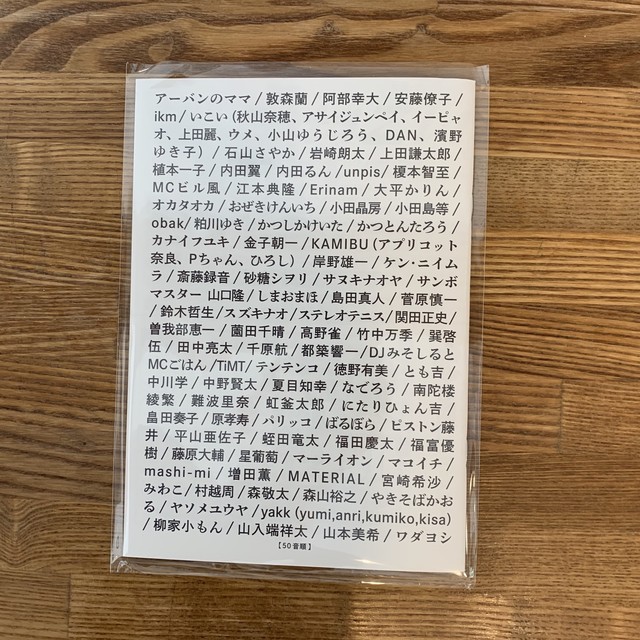 アーバンのママ / 敦森蘭 / 阿部幸大 / 安藤僚子 /
ikm / いこい（秋山奈穂、アサイジュンペイ、イーピャ
オ、上田麗、ウメ、小山ゆうじろう、DAN、濱野
ゆき子） / 石山さやか / 岩崎朗太 / 上田謙太郎 /
植本一子 / 内田翼 / 内田るん /unpis/ 榎本智至 /
MCビル風 / 江本典隆 / Erinam / 大平かりん /
オカタオカ / おぜきけんいち / 小田晶房 / 小田島等 /
obak/ 粕川ゆき / かつしかけいた / かつとんたろう /
カナイフユキ / 金子朝一 / KAMIBU（アプリコット
奈良、Pちゃん、ひろし） / 岸野雄一 / ケン・ニイム
ラ / 斎藤録音 / 砂糖シヲリ / サヌキナオヤ / サンボ
マスター 山口隆 / しまおまほ / 島田真人 / 菅原慎一
/ 鈴木哲生 / スズキナオ / ステレオテニス / 関田正史 /
曽我部恵一 / 薗田千晴 / 高野雀 / 竹中万季 / 巽啓
伍 / 田中亮太 / 千原航 / 都築響一 /DJみそしると
MCごはん /TiMT/ テンテンコ / 徳野有美 / とも吉 /
中川学 / 中野賢太 / 夏目知幸 / なでろう / 南陀楼
綾繁 / 難波里奈 / 虹釜太郎 / にたりひょん吉 /
畠田奏子 / 原孝寿 / パリッコ / ばるぼら / ピストン藤
井 / 平山亜佐子 / 蛭田竜太 / 福田慶太 / 福富優
樹 / 藤原大輔 / 星葡萄 / マーライオン / マコイチ /
mashi-mi / 増田薫 / MATERIAL / 宮崎希沙 /
みわこ / 村越周 / 森敬太 / 森山裕之 / やきそばかお
る / ヤソメユウヤ / yakk (yumi,anri,kumiko,kisa)
/ 柳家小もん / 山入端祥太 / 山本美希 / ワダヨシ
【50音順】